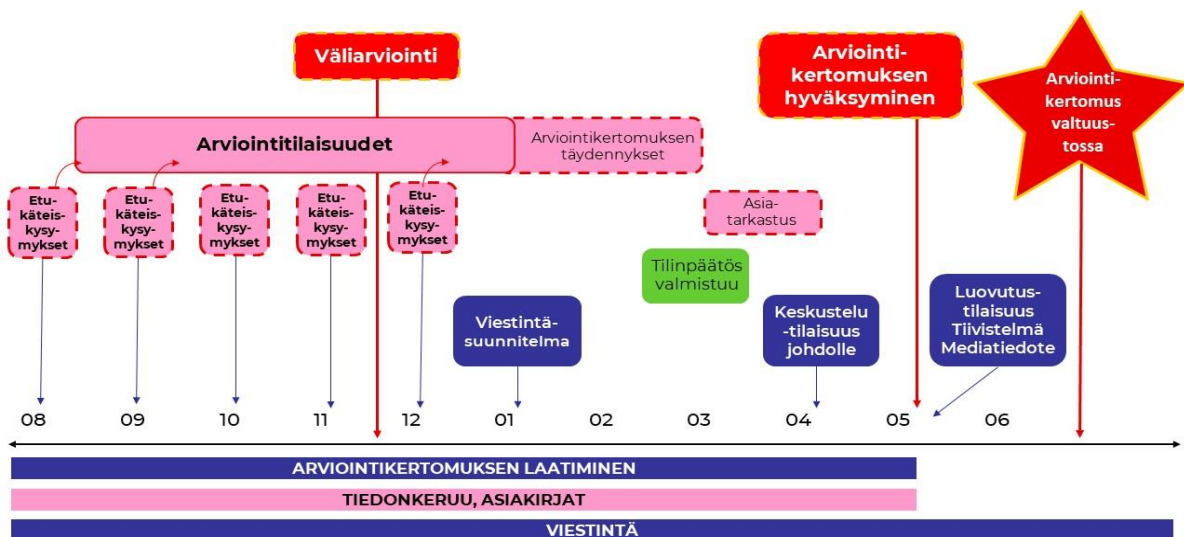 Väliarviointi
Arviointi-
kertomuksen
hyväksyminen
Arviointi-
kertomus
valtuus-
tossa
Arviointitilaisuudet
Arviointikertomuksen
täydennykset
Etu-
käteis-
kysy-
mykset
Etu-
käteis-
kysy-
mykset
Etu-
käteis-
kysy-
mykset
Etu-
käteis-
kysy-
mykset
Etu-
käteis-
kysy-
mykset
Asia-
tarkastus
Tilinpäätös
valmistuu
Viestintä-
suunnitelma
Keskustelu
-tilaisuus
johdolle
Luovutus-
tilaisuus
Tiivistelmä
Mediatiedote
08 09 10 11 12 01 02 03 04 05 06
ARVIOINTIKERTOMUKSEN LAATIMINEN
TIEDONKERUU, ASIAKIRJAT
VIESTINTÄ